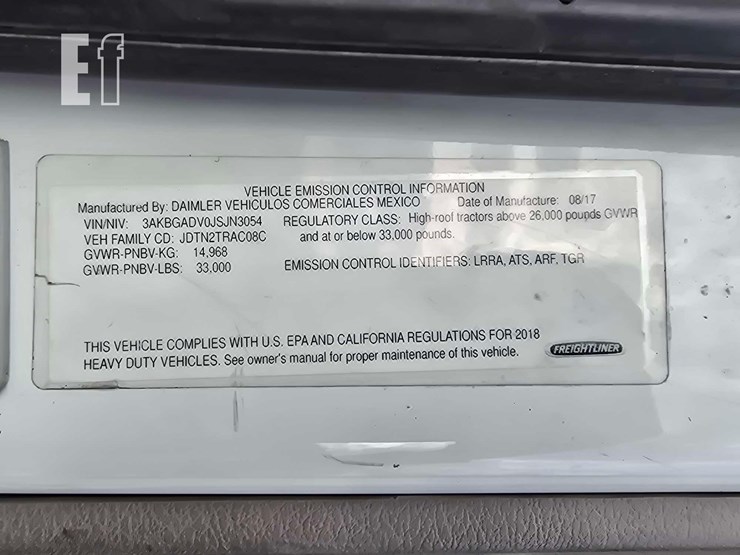 Ef
VEHICLE EMISSION CONTROL INFORMATION
Manufactured By: DAIMLER VEHICULOS COMERCIALES MEXICO Date of Manufacture: 08/17
VIN/NIV: 3AKBGADV0JSJN3054 REGULATORY CLASS: High-roof tractors above 26,000 pounds GVWR
VEH FAMILY CD: JDTN2TRAC08C and at or below 33,000 pounds.
GVWR-PNBV-KG: 14,968
GVWR-PNBV-LBS: 33,000 EMISSION CONTROL IDENTIFIERS: LRRA, ATS, ARF, TGR
THIS VEHICLE COMPLIES WITH U.S. EPA AND CALIFORNIA REGULATIONS FOR 2018
HEAVY DUTY VEHICLES. See owner's manual for proper maintenance of this vehicle.
FREIGHTLINER